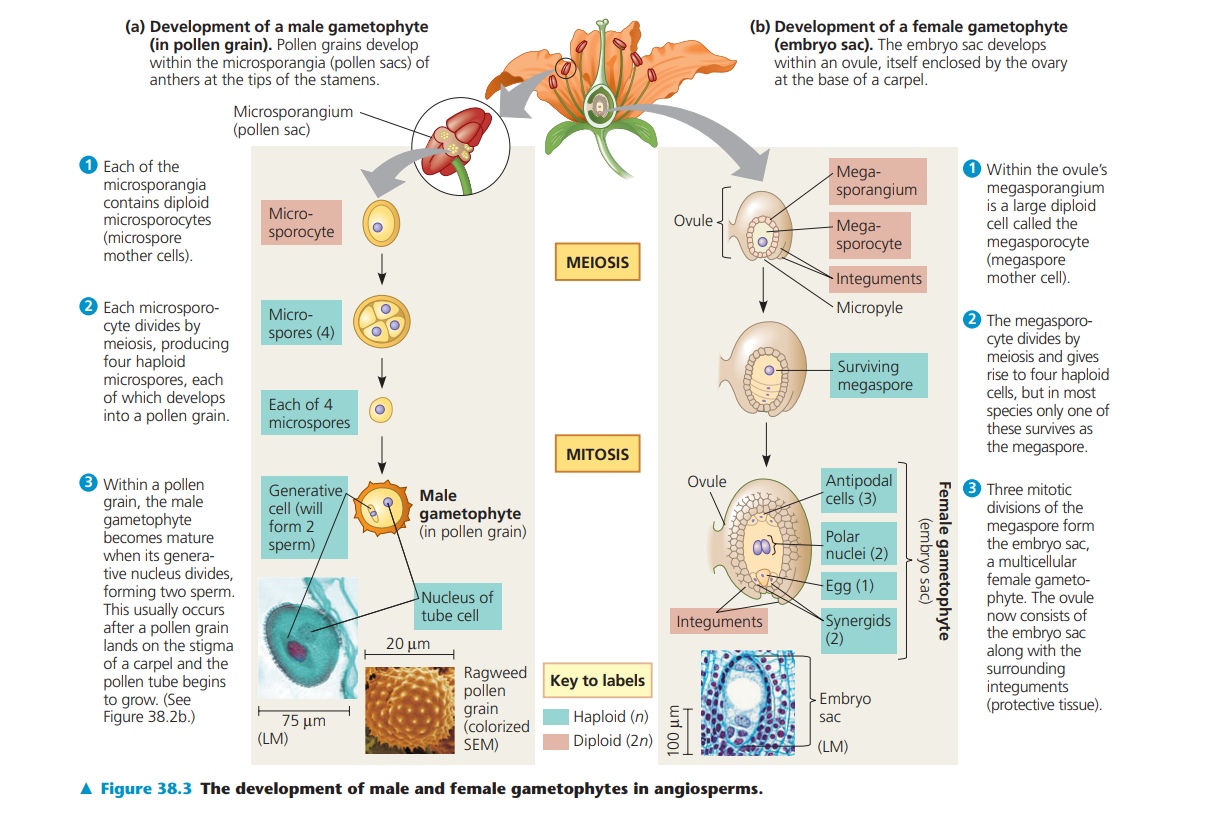 (a) Development of a male gametophyte
(in pollen grain). Pollen grains develop
within the microsporangia (pollen sacs) of
anthers at the tips of the stamens.
(b) Development of a female gametophyte
(embryo sac). The embryo sac develops
within an ovule, itself enclosed by the ovary
at the base of a carpel.
Microsporangium
(pollen sac)
1 Each of the
microsporangia
contains diploid
microsporocytes
(microspore
mother cells).
2 Each microsporo-
cyte divides by
meiosis, producing
four haploid
microspores, each
of which develops
into a pollen grain.
3 Within a pollen
grain, the male
gametophyte
becomes mature
when its genera-
tive nucleus divides,
forming two sperm.
This usually occurs
after a pollen grain
lands on the stigma
of a carpel and the
pollen tube begins
to grow. (See
Figure 38.2b.)
Micro-
sporocyte
Micro-
spores (4)
Each of 4
microspores
Generative
cell (will
form 2
sperm)
Male
gametophyte
(in pollen grain)
Nucleus of
tube cell
20 μm
75 μm
(LM)
Ragweed
pollen
grain
(colorized
SEM)
MEIOSIS
MITOSIS
Key to labels
Haploid (n)
Diploid (2n)
Ovule
Mega-
sporangium
Mega-
sporocyte
Integuments
Micropyle
Surviving
megaspore
Ovule
Antipodal
cells (3)
Polar
nuclei (2)
Egg (1)
Synergids
(2)
Integuments
Female gametophyte
(embryo sac)
100 μm
Embryo
sac
(LM)
1 Within the ovule’s
megasporangium
is a large diploid
cell called the
megasporocyte
(megaspore
mother cell).
2 The megasporo-
cyte divides by
meiosis and gives
rise to four haploid
cells, but in most
species only one of
these survives as
the megaspore.
3 Three mitotic
divisions of the
megaspore form
the embryo sac,
a multicellular
female gameto-
phyte. The ovule
now consists of
the embryo sac
along with the
surrounding
integuments
(protective tissue).
▲ Figure 38.3 The development of male and female gametophytes in angiosperms.